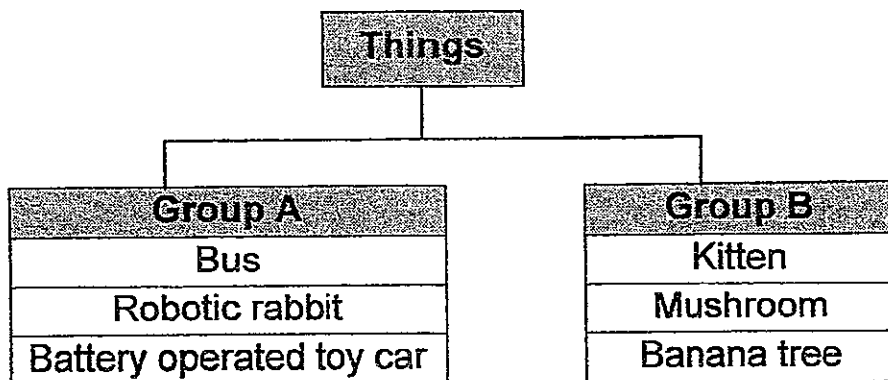 Things
Group A
Bus
Robotic rabbit
Battery operated toy car
Group B
Kitten
Mushroom
Banana tree